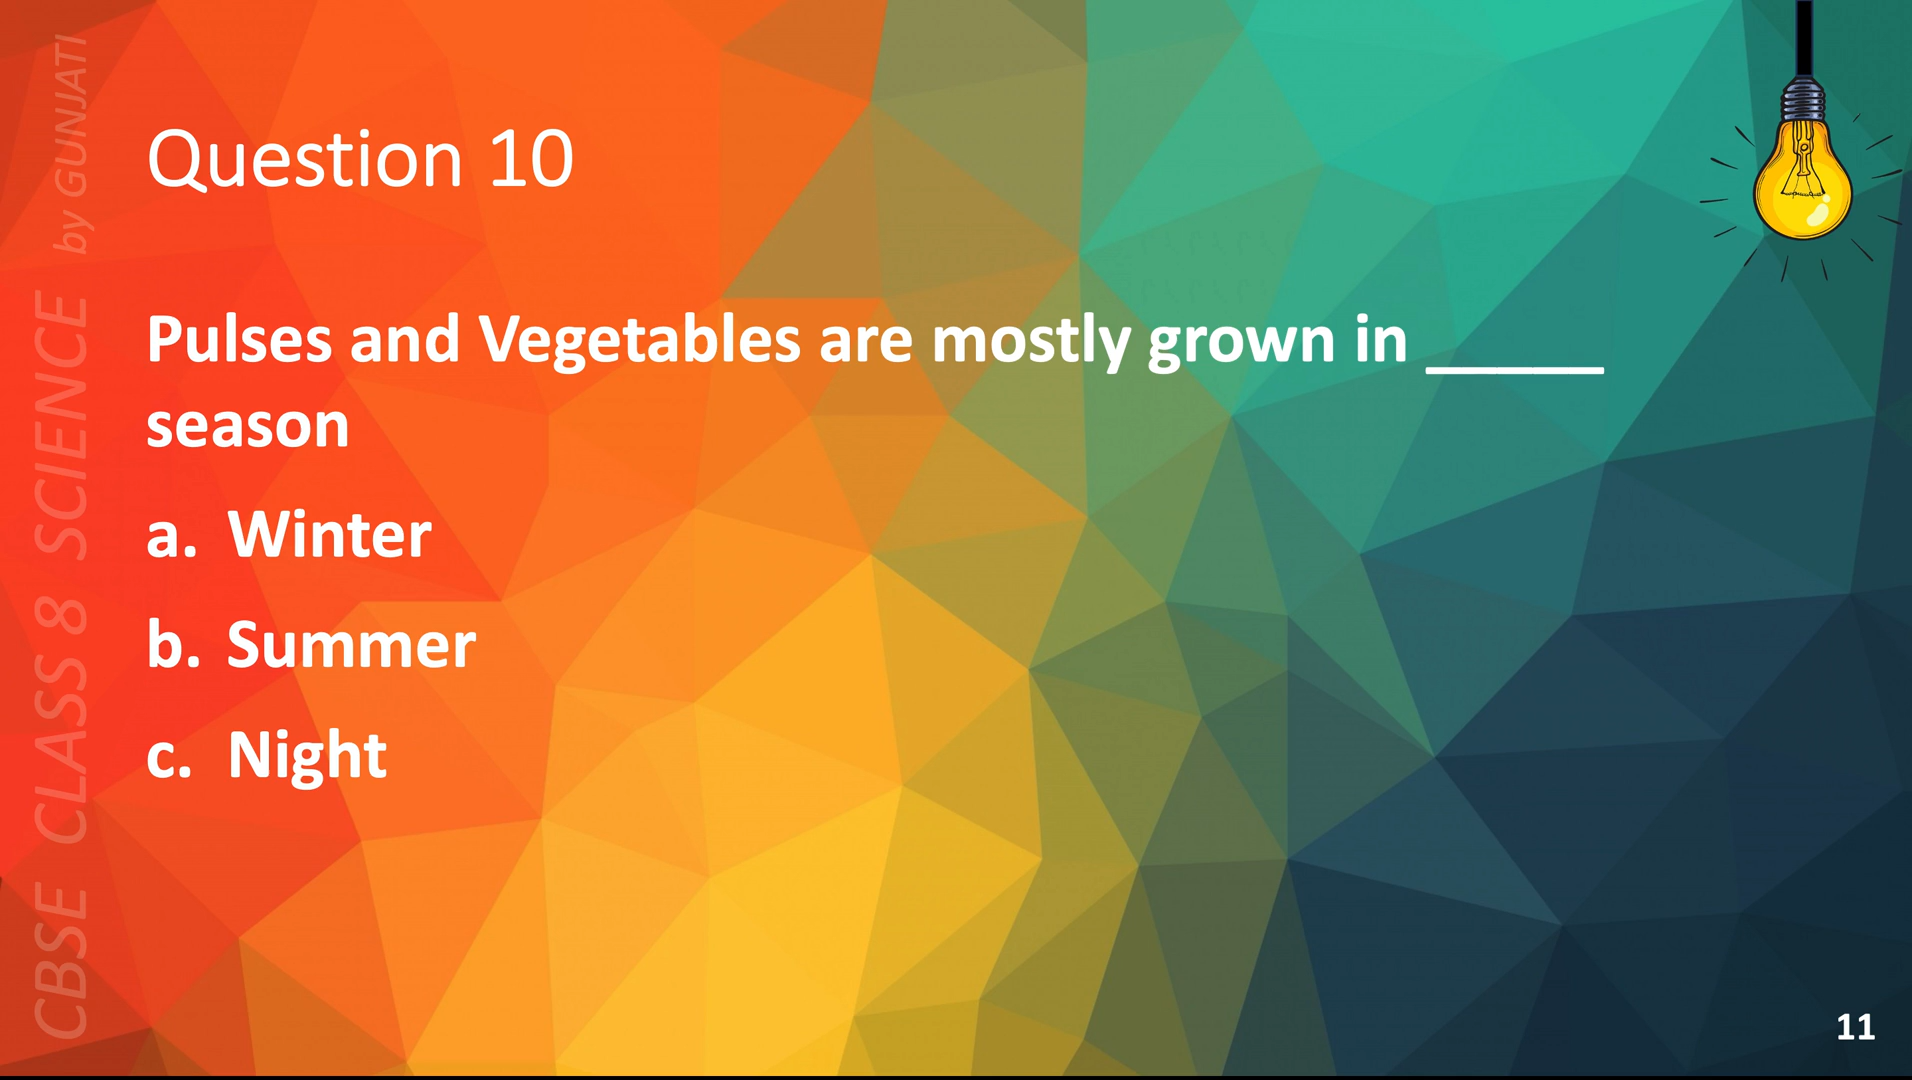 Question 10
Pulses and Vegetables are mostly grown in _____
season
a. Winter
b. Summer
c. Night
CBSE CLASS 8 SCIENCE by GUNJATI
11